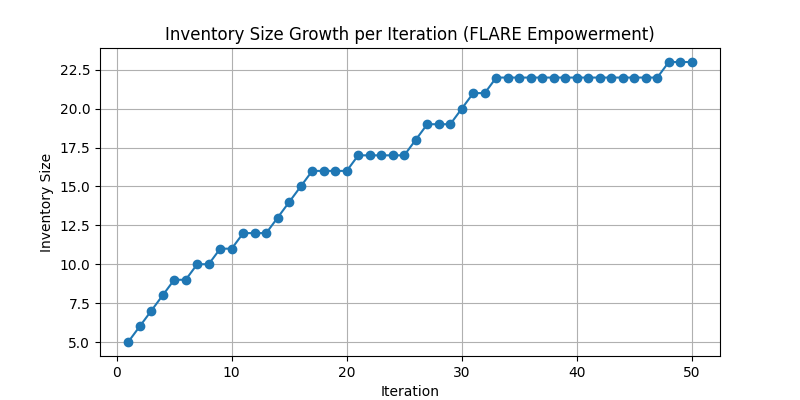 Inventory Size Growth per Iteration (FLARE Empowerment)
22.5
20.0
17.5
15.0
12.5
10.0
7.5
5.0
Inventory Size
0 10 20 30 40 50
Iteration